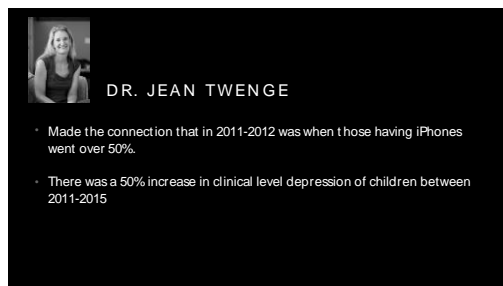 DR. JEAN TWENGE
• Made the connection that in 2011-2012 was when those having iPhones
went over 50%.
• There was a 50% increase in clinical level depression of children between
2011-2015